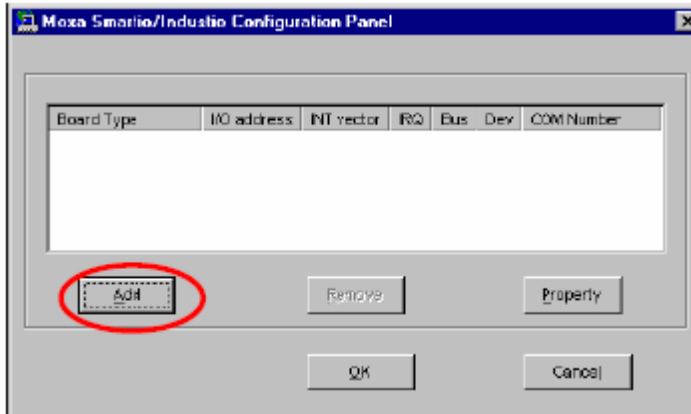 Moxa Smartio/Industio Configuration Panel
Board Type I/O address INT vector IRQ Bus Dev COM Number
Add Remove Property
OK Cancel